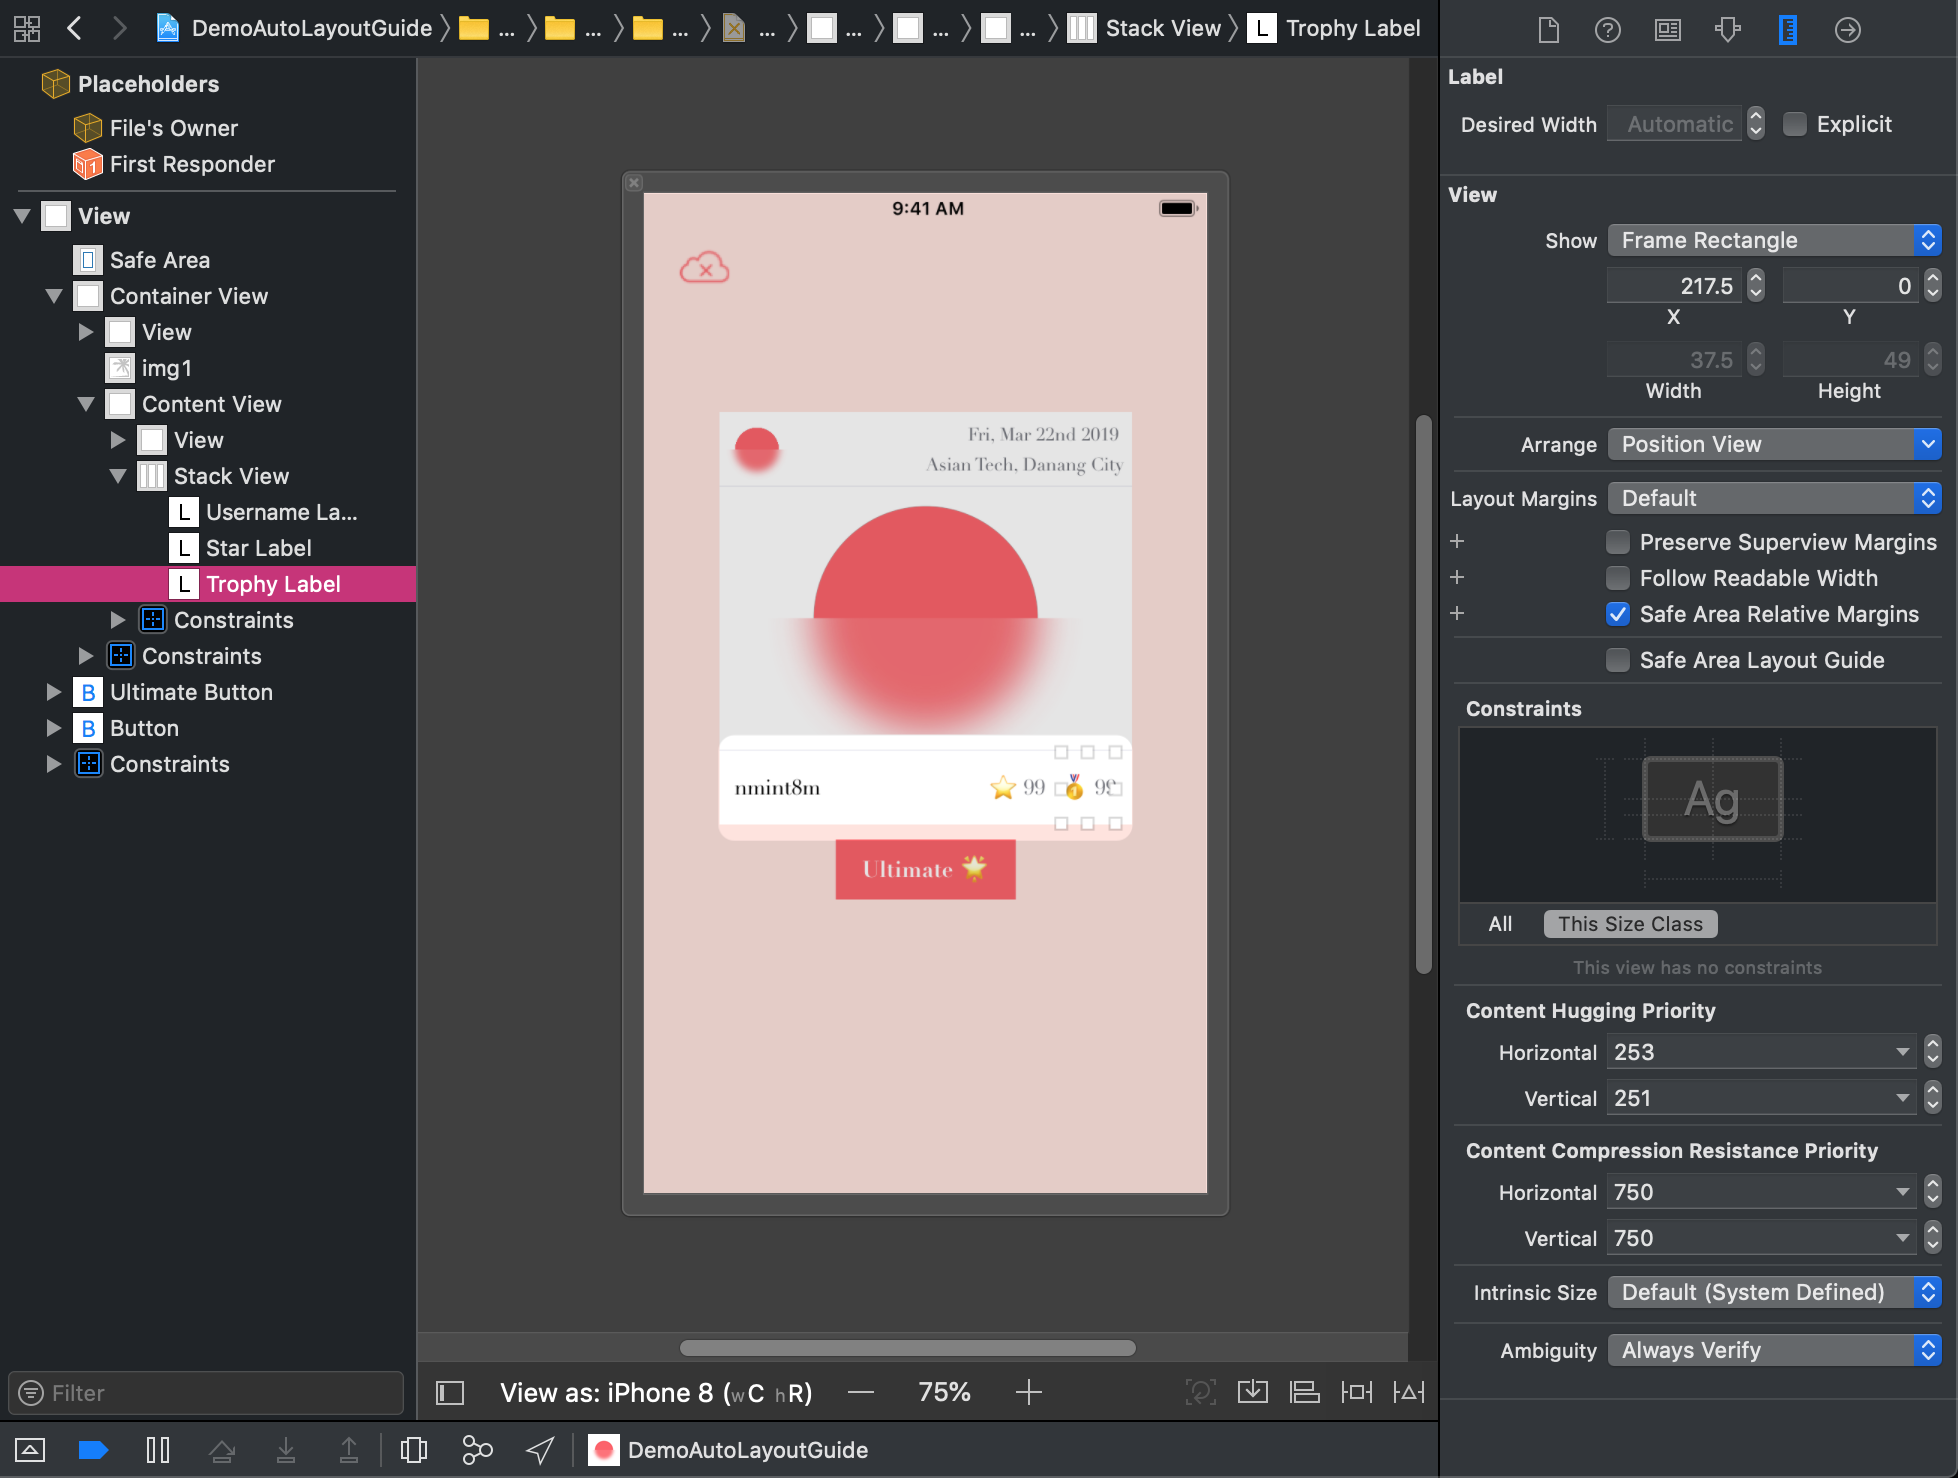 DemoAutoLayoutGuide ... ... ... ... ... ... ... Stack View L Trophy Label
Placeholders
File's Owner
1 First Responder
View
Safe Area
Container View
View
img1
Content View
View
Stack View
L Username La...
L Star Label
L Trophy Label
Constraints
Constraints
B Ultimate Button
B Button
Constraints
Filter
9:41 AM
Fri, Mar 22nd 2019
Asian Tech, Danang City
nmint8m ⭐ 99 🏅 99
Ultimate 🌟
View as: iPhone 8 (wC hR) — 75% +
DemoAutoLayoutGuide
Label
Desired Width Automatic Explicit
View
Show Frame Rectangle
217.5 0
X Y
37.5 49
Width Height
Arrange Position View
Layout Margins Default
+ Preserve Superview Margins
+ Follow Readable Width
+ Safe Area Relative Margins
Safe Area Layout Guide
Constraints
Ag
All This Size Class
This view has no constraints
Content Hugging Priority
Horizontal 253
Vertical 251
Content Compression Resistance Priority
Horizontal 750
Vertical 750
Intrinsic Size Default (System Defined)
Ambiguity Always Verify